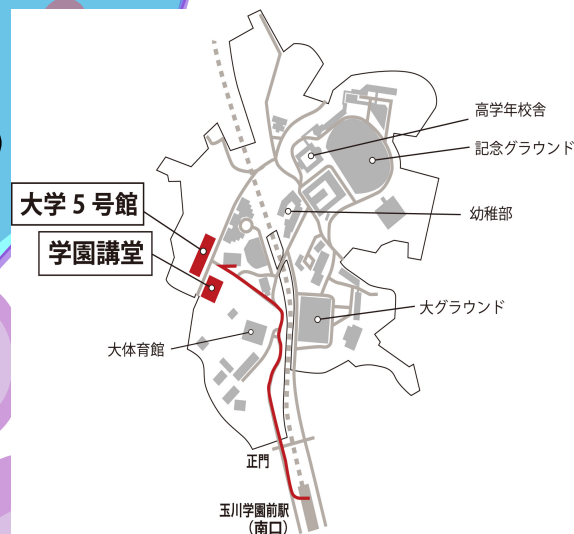 高学年校舎
記念グラウンド
大学5号館
幼稚部
学園講堂
大グラウンド
大体育館
正門
玉川学園前駅
(南口)